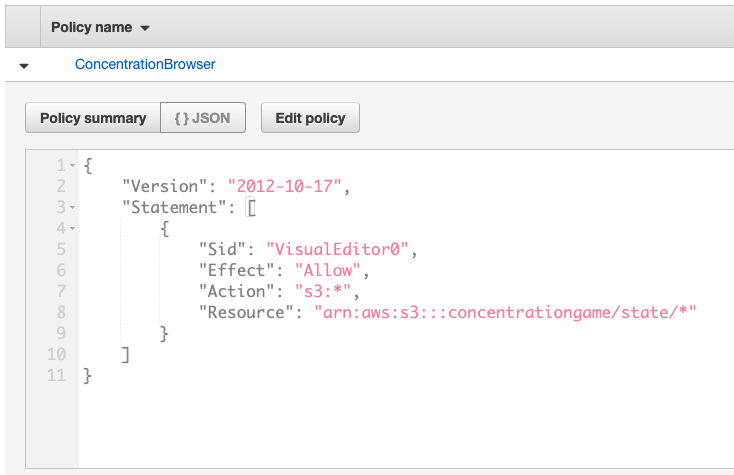 Policy name
ConcentrationBrowser
Policy summary { } JSON Edit policy
1 {
2 "Version": "2012-10-17",
3 "Statement": [
4 {
5 "Sid": "VisualEditor0",
6 "Effect": "Allow",
7 "Action": "s3:*",
8 "Resource": "arn:aws:s3:::concentrationgame/state/*"
9 }
10 ]
11 }